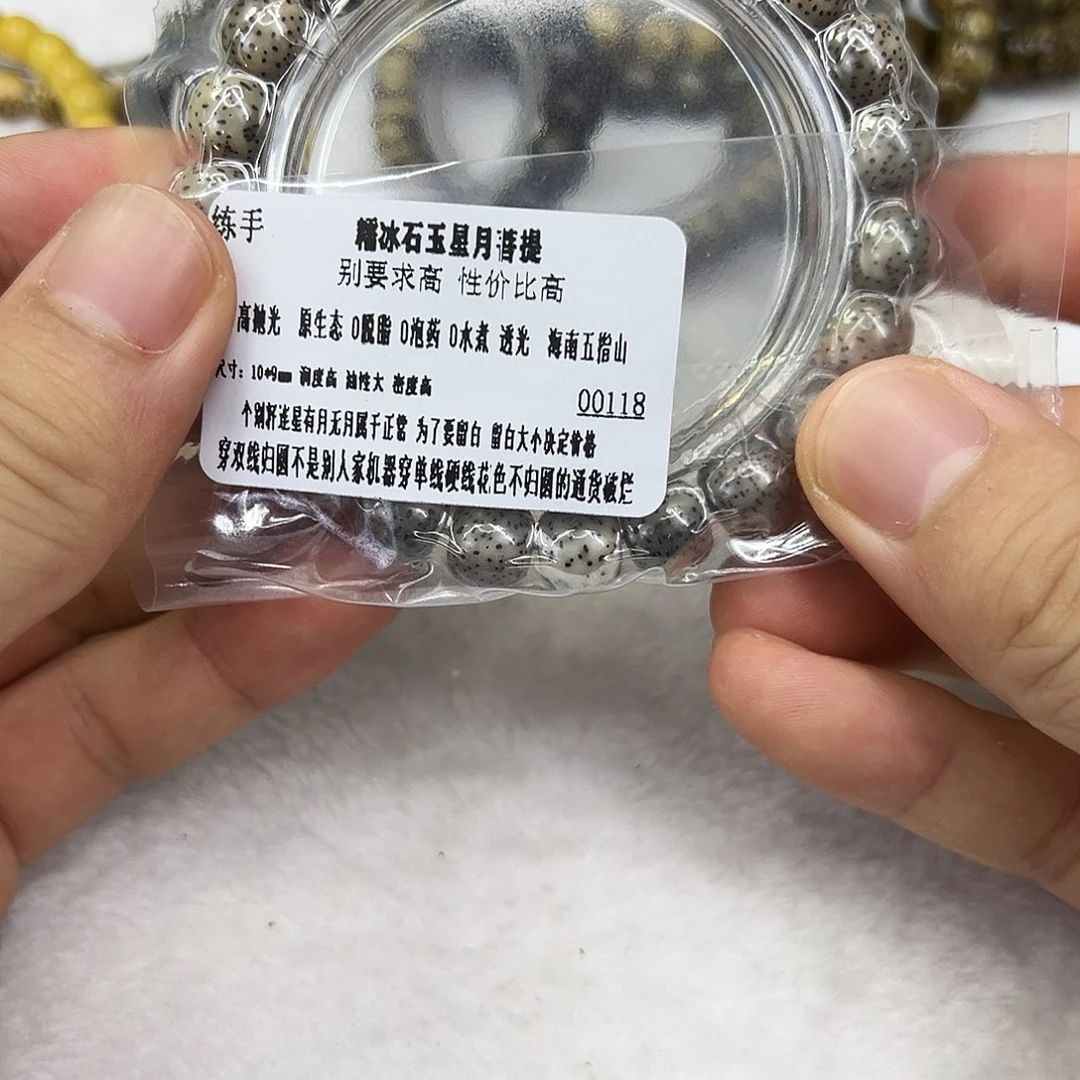 练手
糯冰石玉星月菩提
别要求高 性价比高
高抛光 原生态 0脱脂 0泡药 0水煮 透光 海南五指山
尺寸: 10*9mm 润度高 油性大 密度高
00118
个别歼连星有月无月属于正常 为了要留白 留白大小决定价格
穿双线归圆不是别人家机器穿单线硬线花色不归圆的通货破烂